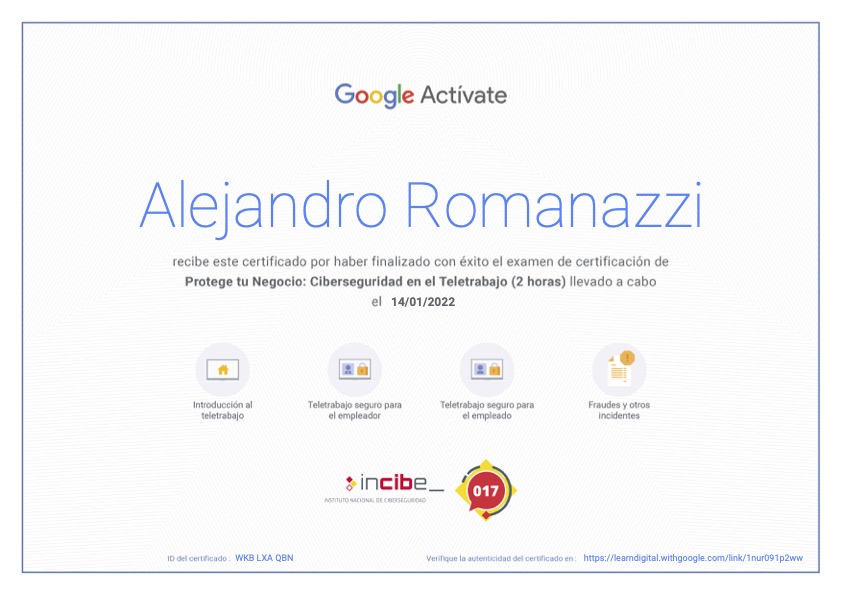 Google Actívate
Alejandro Romanazzi
recibe este certificado por haber finalizado con éxito el examen de certificación de
Protege tu Negocio: Ciberseguridad en el Teletrabajo (2 horas) llevado a cabo
el 14/01/2022
Introducción al
teletrabajo
Teletrabajo seguro para
el empleador
Teletrabajo seguro para
el empleado
Fraudes y otros
incidentes
incibe_
INSTITUTO NACIONAL DE CIBERSEGURIDAD
017
ID del certificado : WKB LXA QBN
Verifique la autenticidad del certificado en : https://learndigital.withgoogle.com/link/1nur091p2ww